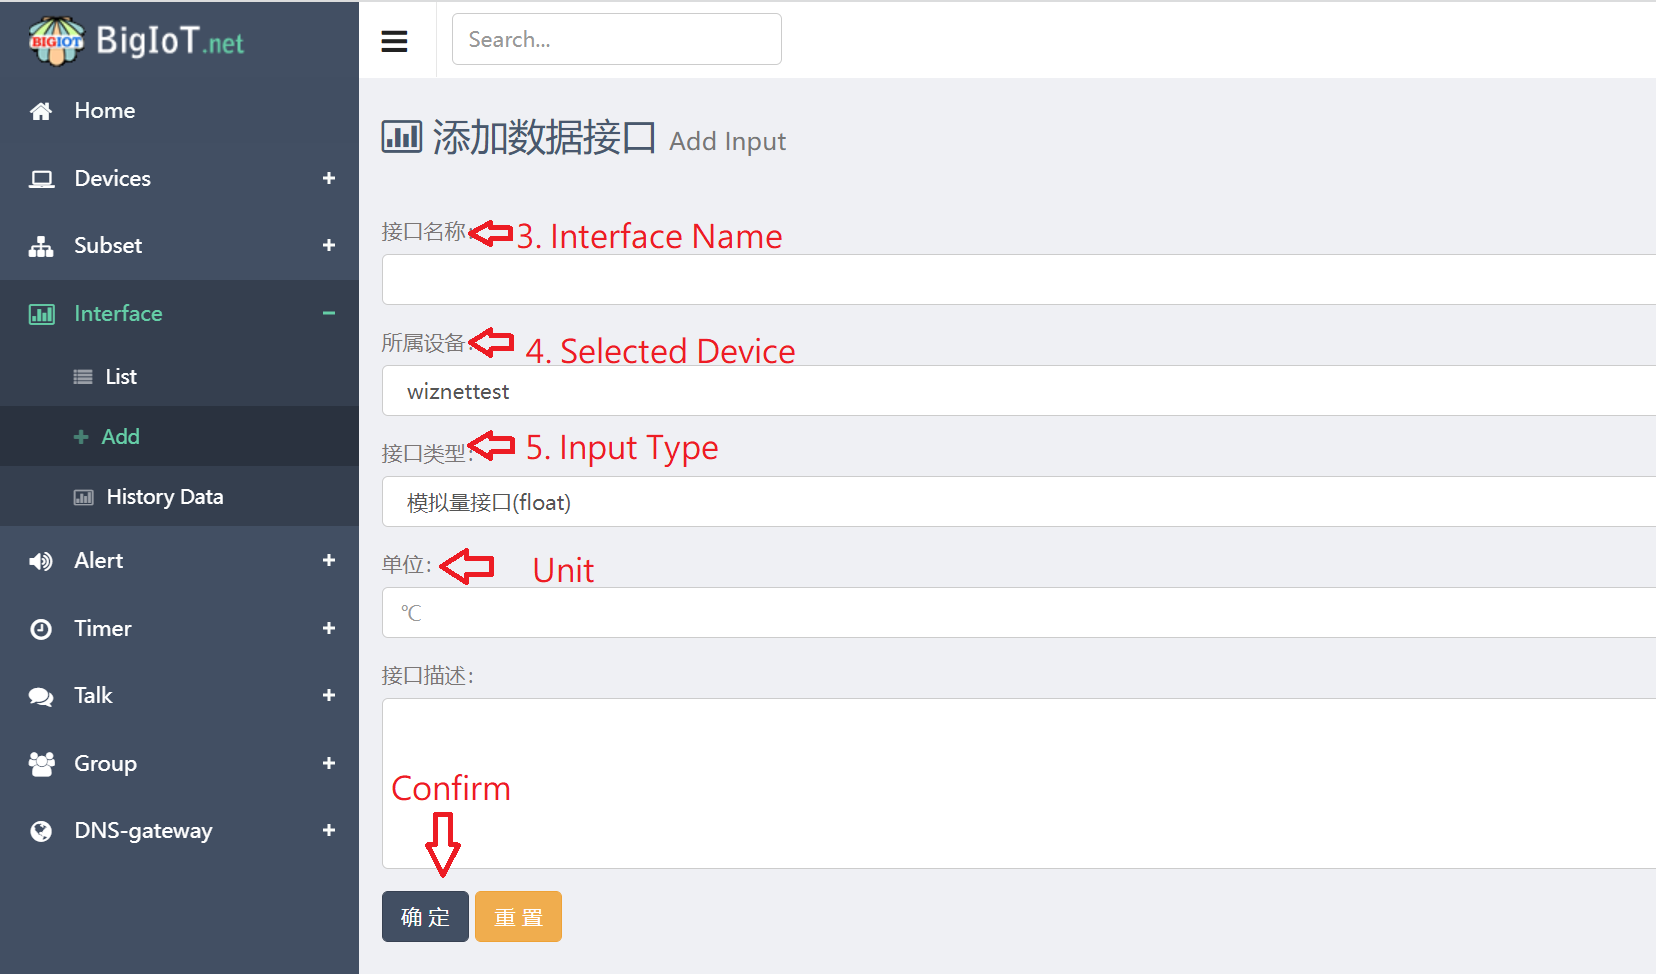 BIGIOT BigIoT.net
Search...
Home
Devices
Subset
Interface
List
Add
History Data
Alert
Timer
Talk
Group
DNS-gateway
添加数据接口 Add Input
接口名称: 3. Interface Name
所属设备: 4. Selected Device
wiznettest
接口类型: 5. Input Type
模拟量接口(float)
单位: Unit
℃
接口描述:
Confirm
确 定 重 置